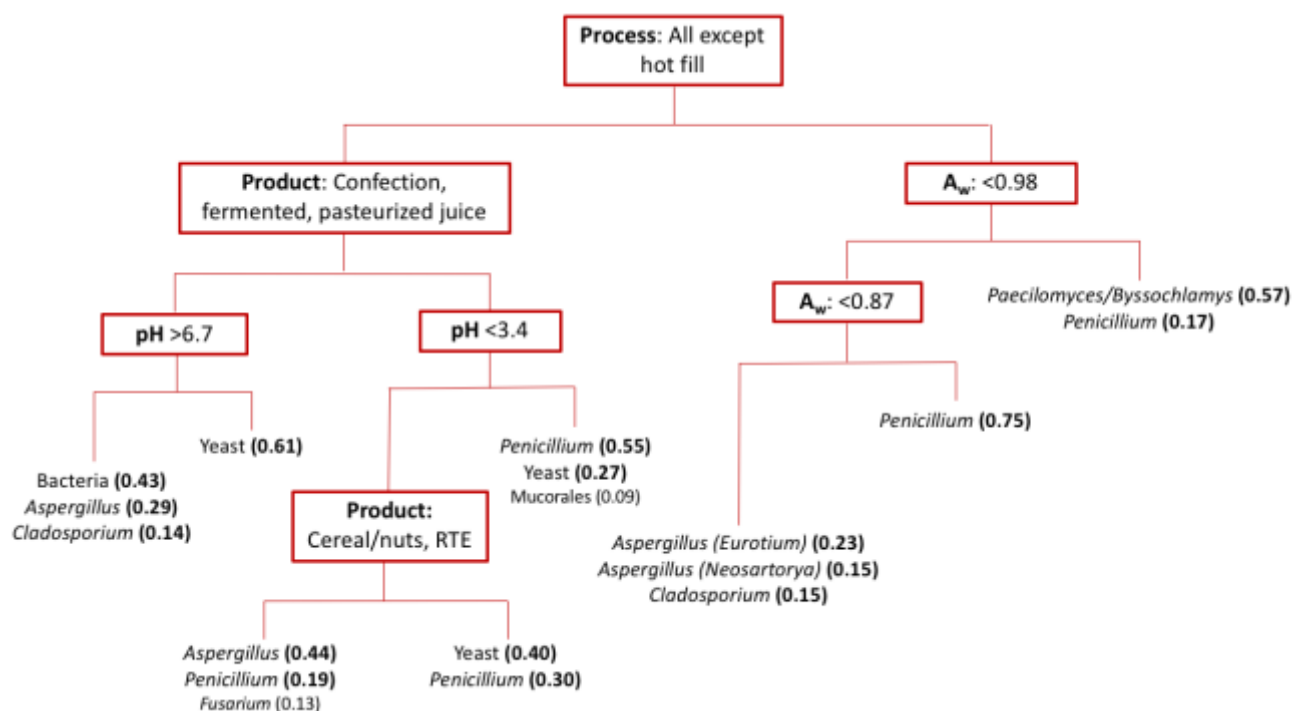 Process: All except
hot fill
Product: Confection,
fermented, pasteurized juice
Aw: <0.98
pH >6.7
pH <3.4
Aw: <0.87
Paecilomyces/Byssochlamys (0.57)
Penicillium (0.17)
Bacteria (0.43)
Aspergillus (0.29)
Cladosporium (0.14)
Yeast (0.61)
Penicillium (0.55)
Yeast (0.27)
Mucorales (0.09)
Penicillium (0.75)
Product:
Cereal/nuts, RTE
Aspergillus (Eurotium) (0.23)
Aspergillus (Neosartorya) (0.15)
Cladosporium (0.15)
Aspergillus (0.44)
Penicillium (0.19)
Fusarium (0.13)
Yeast (0.40)
Penicillium (0.30)